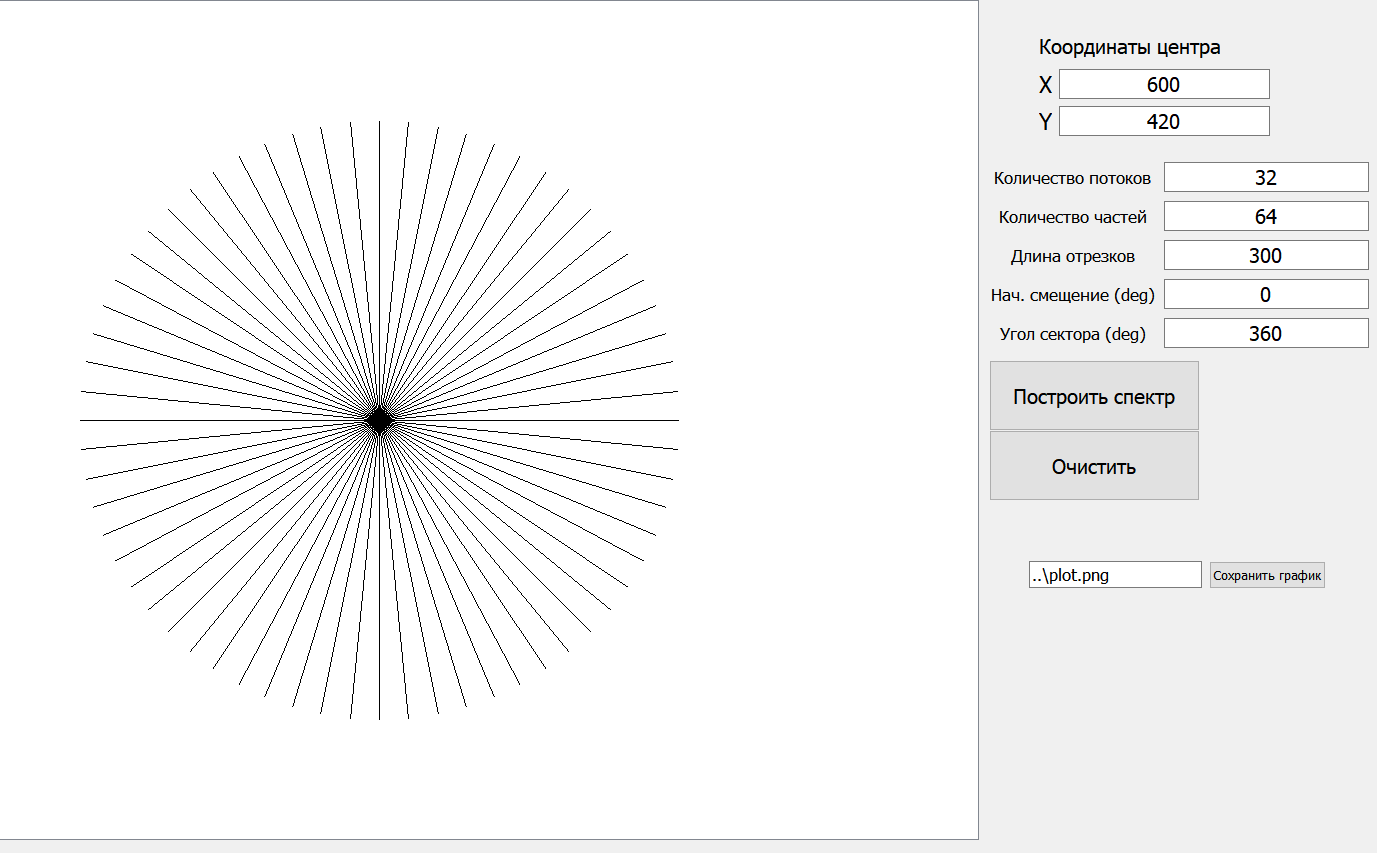 Координаты центра
X 600
Y 420
Количество потоков 32
Количество частей 64
Длина отрезков 300
Нач. смещение (deg) 0
Угол сектора (deg) 360
Построить спектр
Очистить
..\plot.png Сохранить график